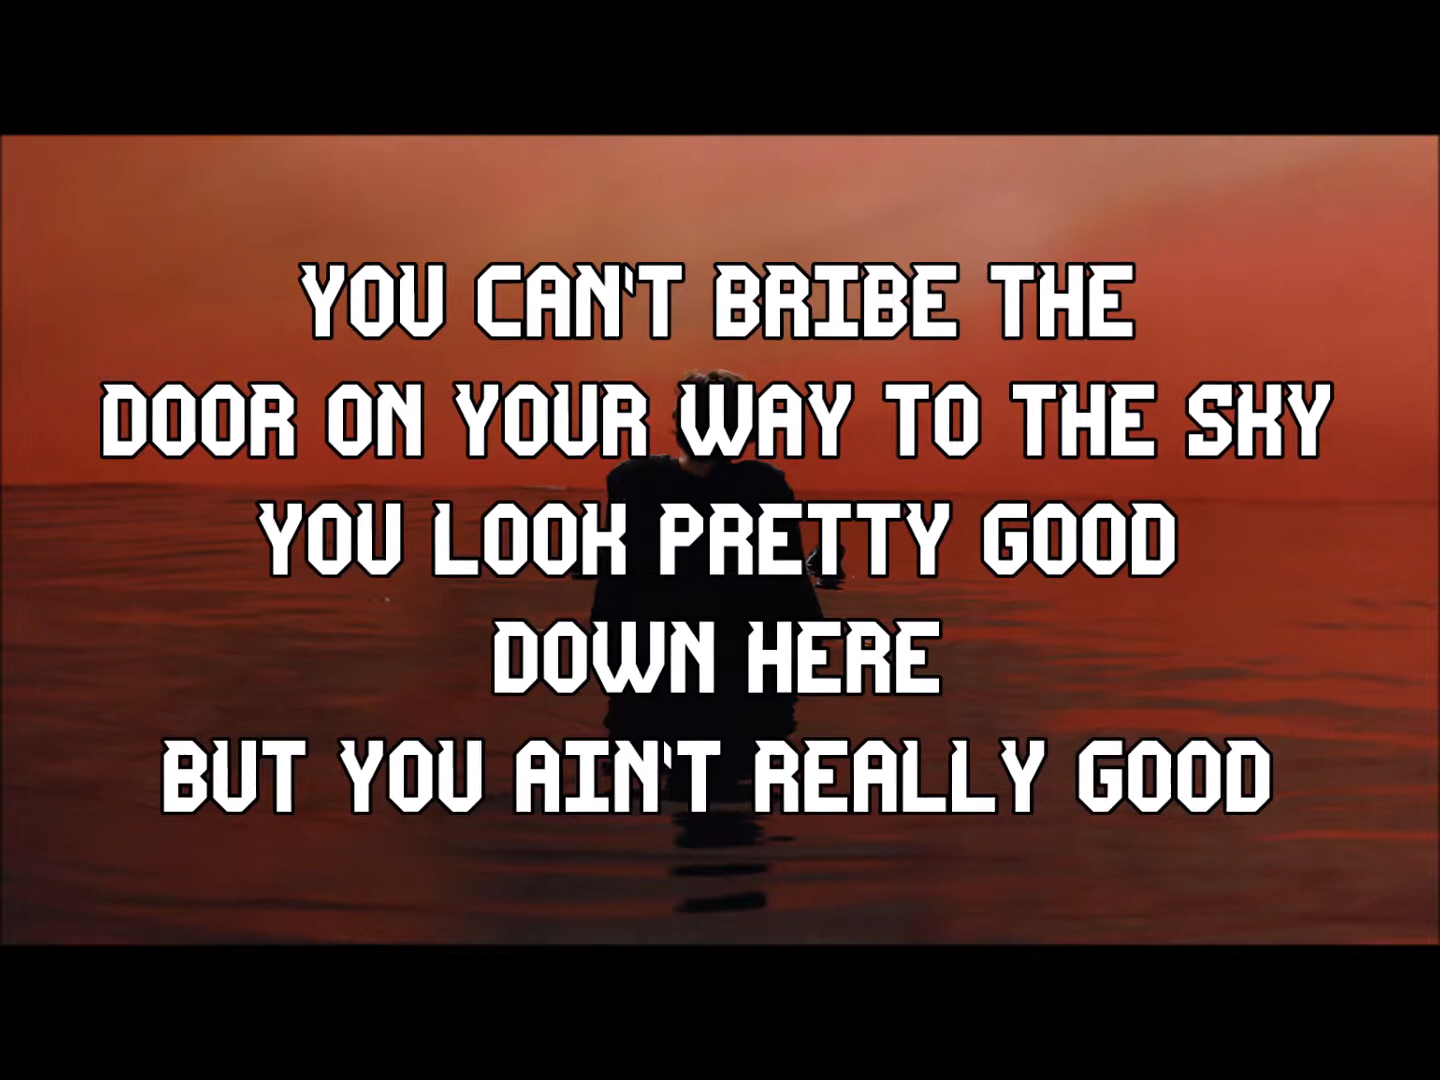 YOU CAN'T BRIBE THE
DOOR ON YOUR WAY TO THE SKY
YOU LOOK PRETTY GOOD
DOWN HERE
BUT YOU AIN'T REALLY GOOD